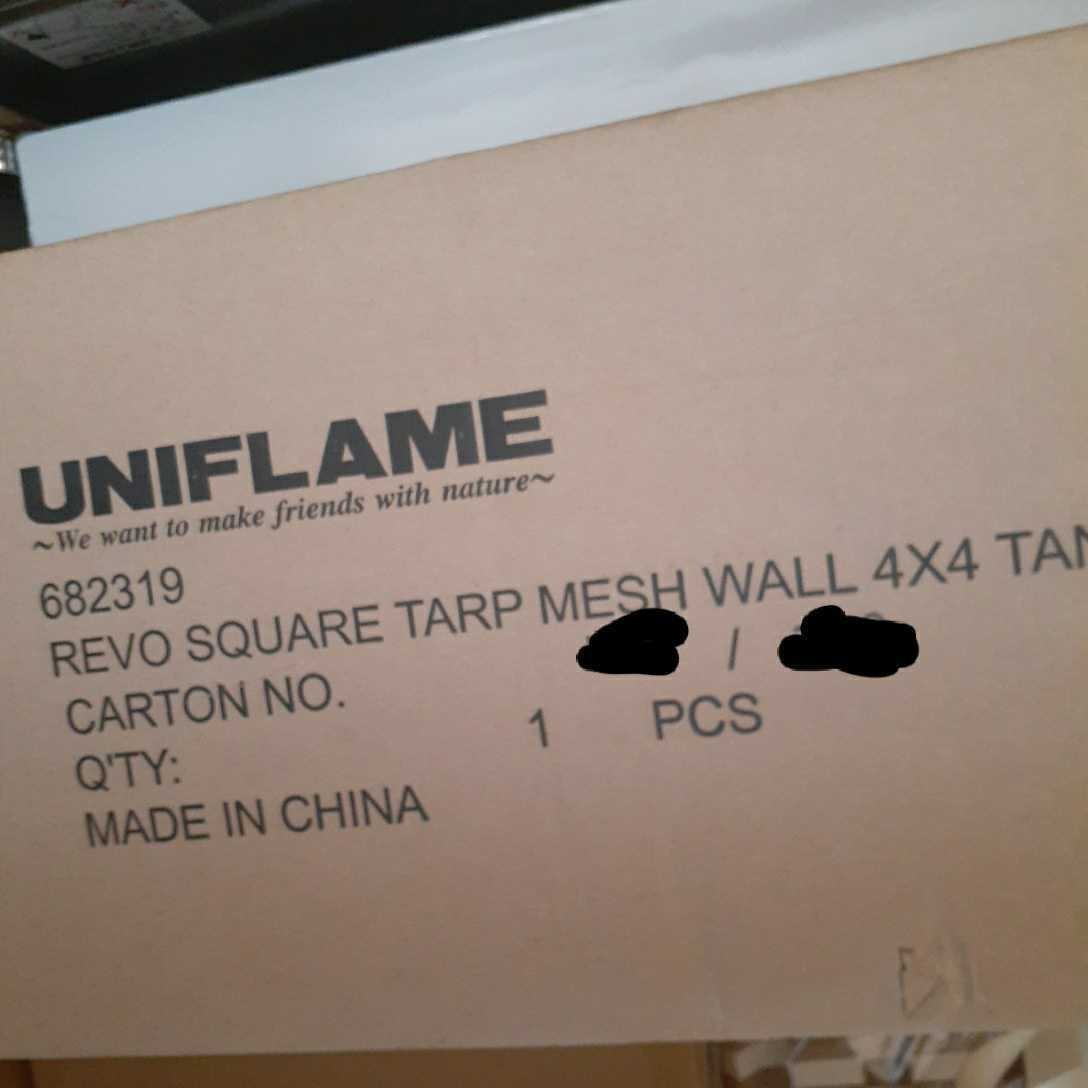 UNIFLAME
~We want to make friends with nature~
682319
REVO SQUARE TARP MESH WALL 4X4 TAN
CARTON NO. /
Q'TY: 1 PCS
MADE IN CHINA